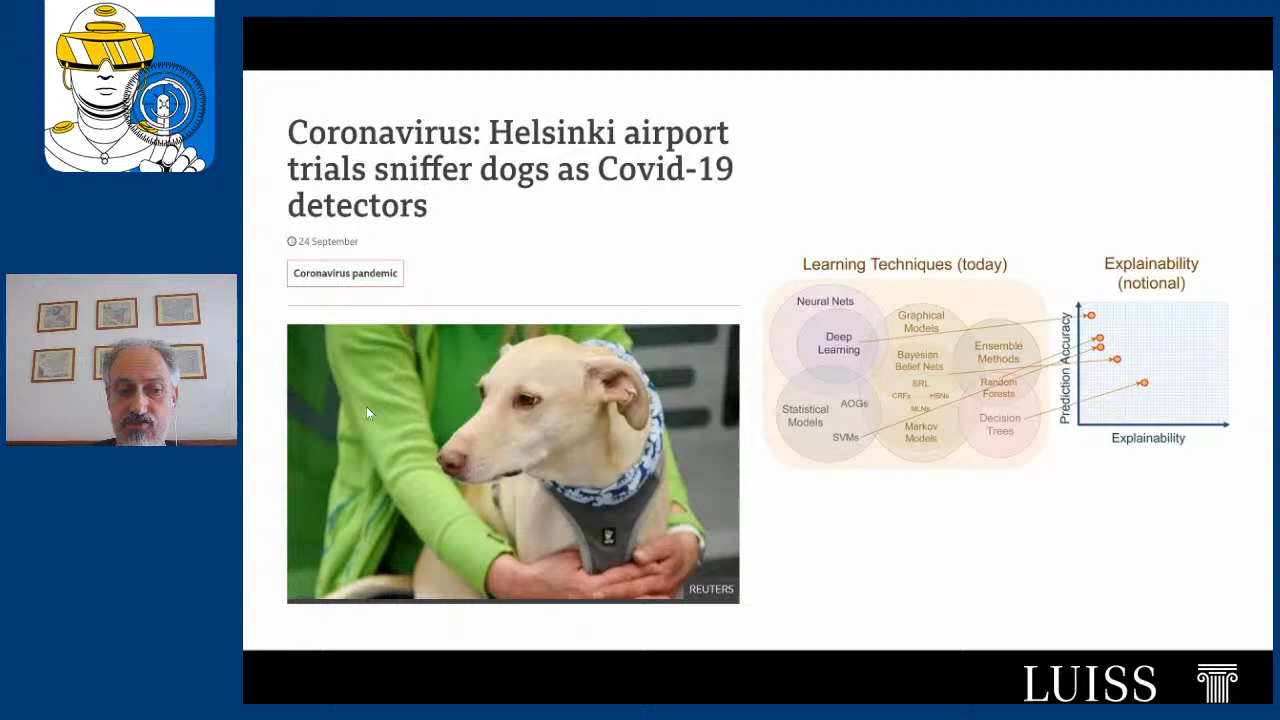 Coronavirus: Helsinki airport
trials sniffer dogs as Covid-19
detectors
24 September
Coronavirus pandemic
REUTERS
Learning Techniques (today)
Neural Nets
Deep
Learning
Graphical
Models
Bayesian
Belief Nets
SRL
CRFs
HBNs
MLNs
Markov
Models
Ensemble
Methods
Random
Forests
Decision
Trees
Statistical
Models
AOGs
SVMs
Explainability
(notional)
Prediction Accuracy
Explainability
LUISS